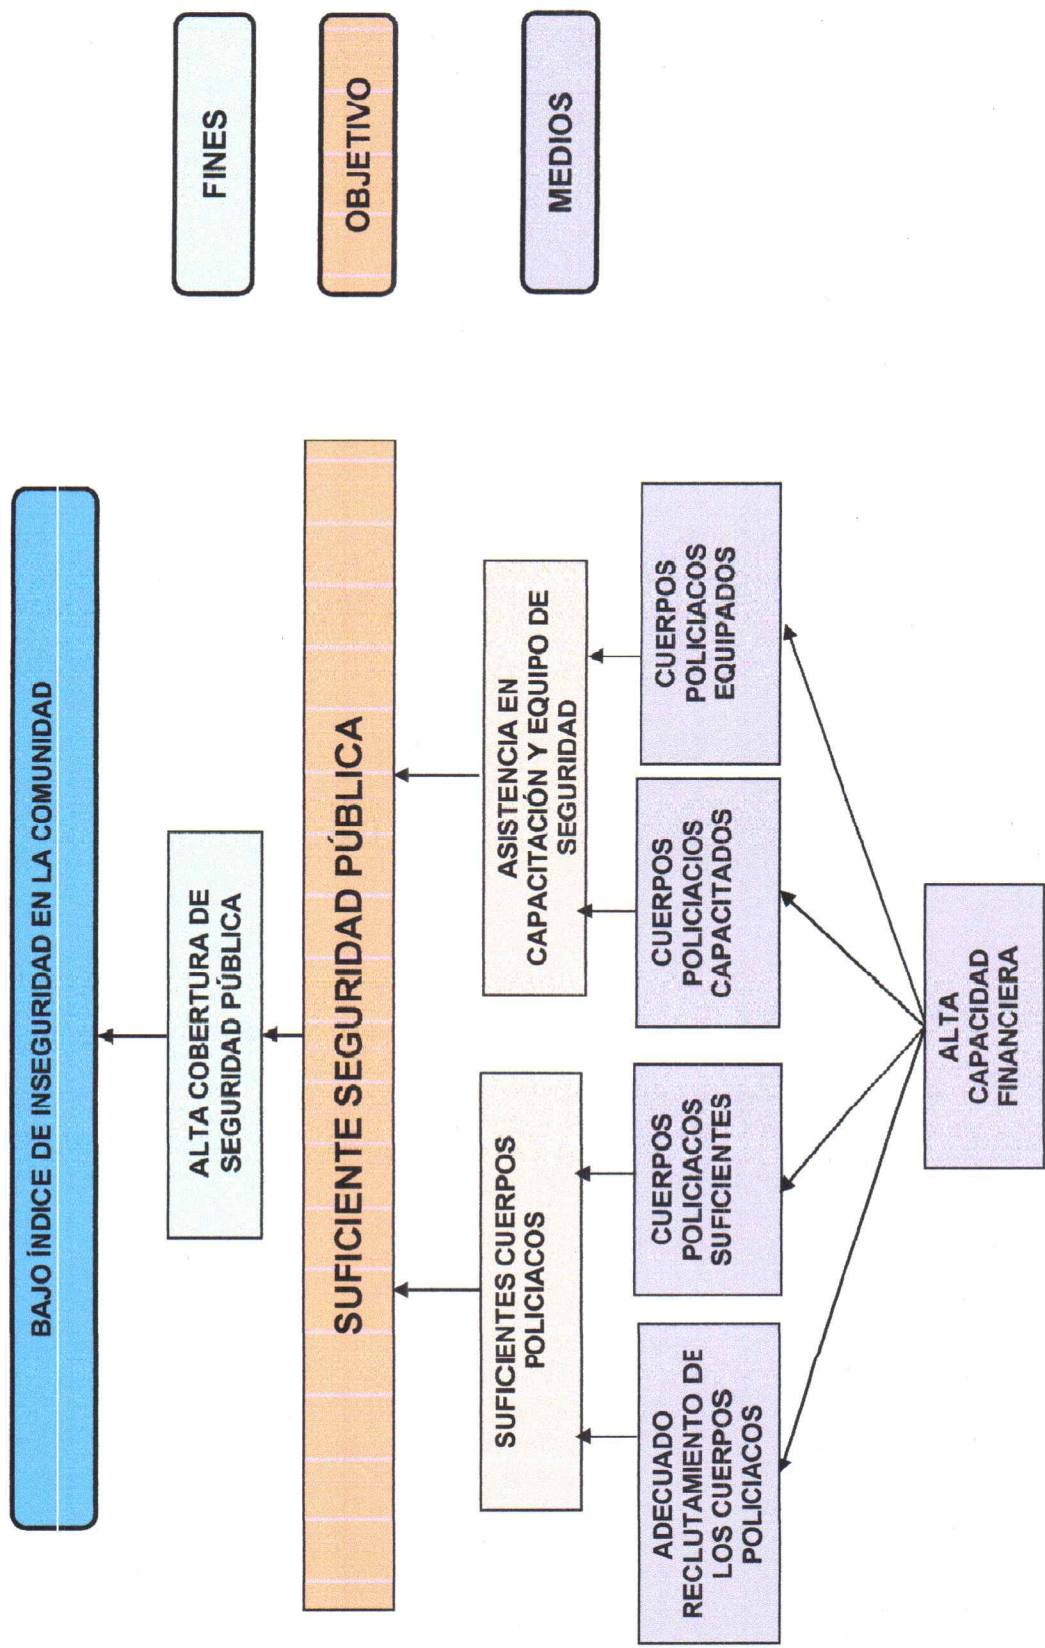 BAJO ÍNDICE DE INSEGURIDAD EN LA COMUNIDAD
FINES
ALTA COBERTURA DE
SEGURIDAD PÚBLICA
OBJETIVO
SUFICIENTE SEGURIDAD PÚBLICA
MEDIOS
SUFICIENTES CUERPOS
POLICIACOS
ASISTENCIA EN
CAPACITACIÓN Y EQUIPO DE
SEGURIDAD
ADECUADO
RECLUTAMIENTO DE
LOS CUERPOS
POLICIACOS
CUERPOS
POLICIACOS
SUFICIENTES
CUERPOS
POLICIACIOS
CAPACITADOS
CUERPOS
POLICIACOS
EQUIPADOS
ALTA
CAPACIDAD
FINANCIERA